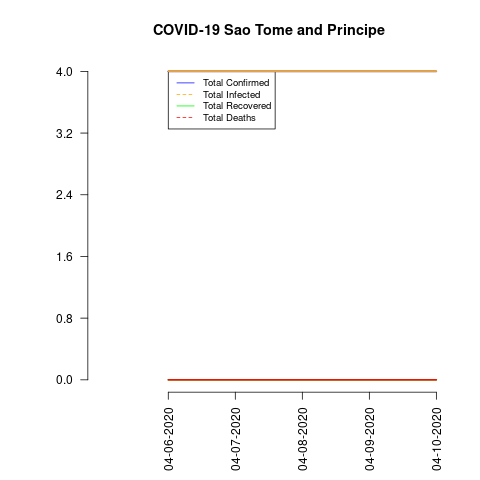 COVID-19 Sao Tome and Principe
4.0
3.2
2.4
1.6
0.8
0.0
Total Confirmed
Total Infected
Total Recovered
Total Deaths
04-06-2020
04-07-2020
04-08-2020
04-09-2020
04-10-2020